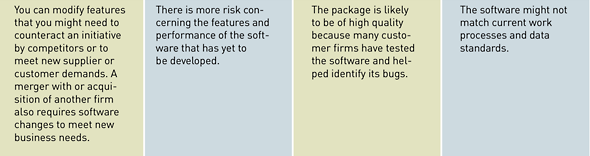 You can modify features
that you might need to
counteract an initiative
by competitors or to
meet new supplier or
customer demands. A
merger with or acqui-
sition of another firm
also requires software
changes to meet new
business needs.
There is more risk con-
cerning the features and
performance of the soft-
ware that has yet to
be developed.
The package is likely
to be of high quality
because many custo-
mer firms have tested
the software and hel-
ped identify its bugs.
The software might not
match current work
processes and data
standards.